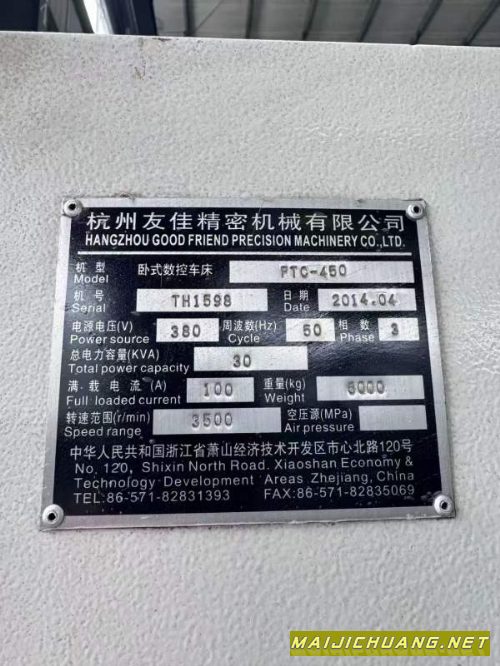 杭州友佳精密机械有限公司
HANGZHOU GOOD FRIEND PRECISION MACHINERY CO.,LTD.
机型 Model 卧式数控车床 FTC-450
机号 Serial TH1598 日期 Date 2014.04
电源电压(V) Power source 380 周波数(Hz) Cycle 50 相数 Phase 3
总电力容量(KVA) Total power capacity 30
满载电流(A) Full loaded current 100 重量(kg) Weight 5000
转速范围(r/min) Speed range 3500 空压源(MPa) Air pressure
中华人民共和国浙江省萧山经济技术开发区市心北路120号
No. 120, Shixin North Road. Xiaoshan Economy &
Technology Development Areas Zhejiang, China
TEL:86-571-82831393 FAX:86-571-82835069
MAIJICHUANG.NET